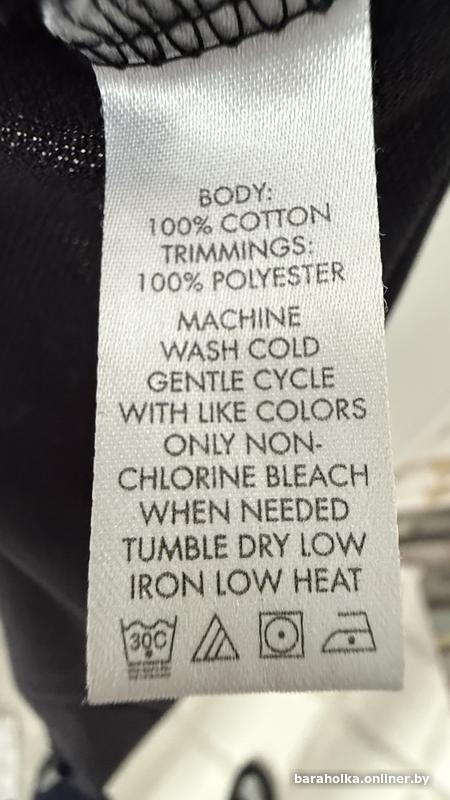 BODY:
100% COTTON
TRIMMINGS:
100% POLYESTER
MACHINE
WASH COLD
GENTLE CYCLE
WITH LIKE COLORS
ONLY NON-
CHLORINE BLEACH
WHEN NEEDED
TUMBLE DRY LOW
IRON LOW HEAT
30C
baraholka.onliner.by